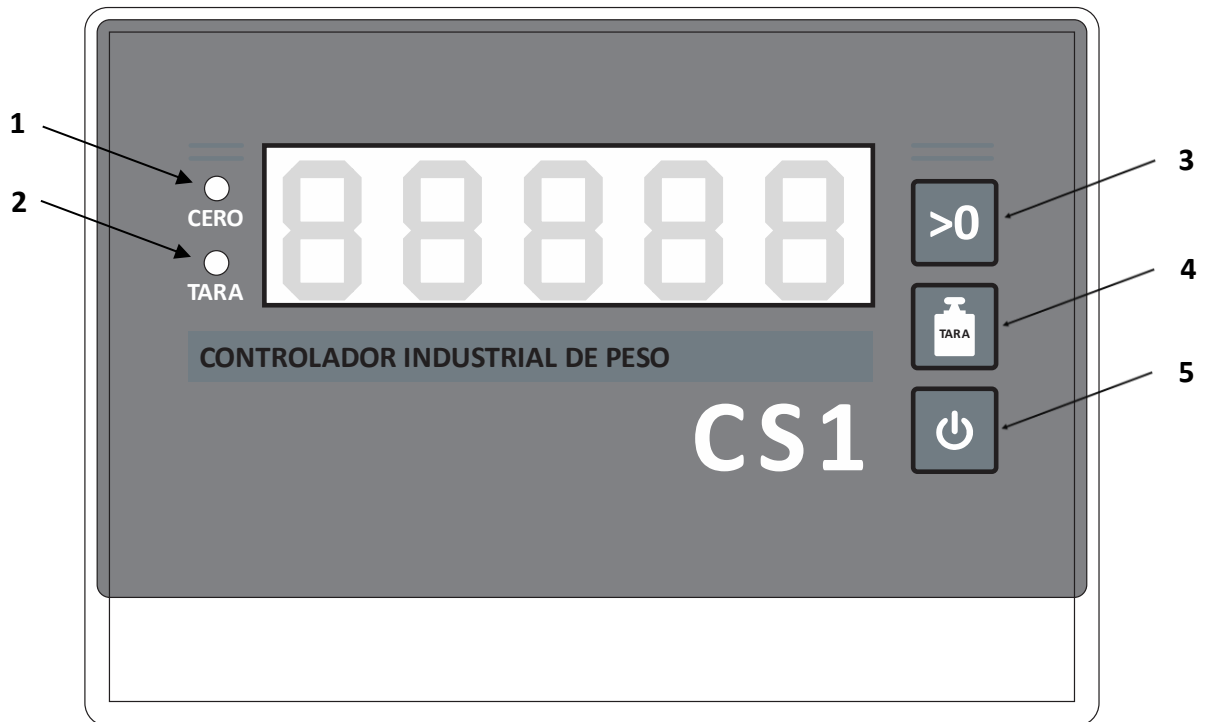 1
2
CERO
TARA
88888
3
>0
4
TARA
5
CONTROLADOR INDUSTRIAL DE PESO
CS1